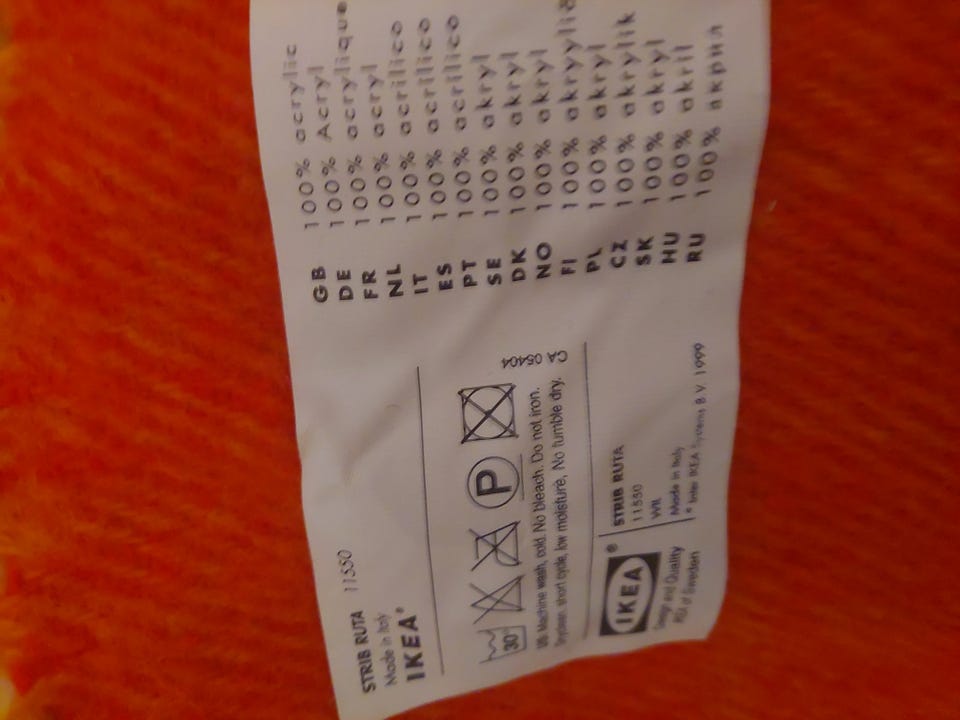 GB 100% acrylic
DE 100% Acryl
FR 100% acrylique
NL 100% acryl
IT 100% acrilico
ES 100% acrílico
PT 100% acrílico
SE 100% akryl
DK 100% akryl
NO 100% akryl
FI 100% akryyliä
PL 100% akryl
CZ 100% akrylik
SK 100% akryl
HU 100% akril
RU 100% акрил
STRIB RUTA 11550
Made in Italy
IKEA®
30°
P
US: Machine wash, cold. No bleach. Do not iron.
Dryclean, short cycle, low moisture, No tumble dry.
CA 05404
IKEA®
Design and Quality
IKEA of Sweden
STRIB RUTA
11550
WIL
Made in Italy
© Inter IKEA Systems B.V. 1999